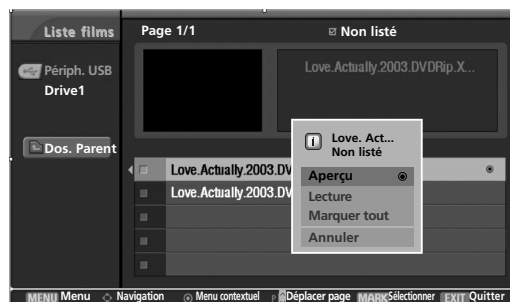 Liste films
Page 1/1
Non listé
Périph. USB
Drive1
Love.Actually.2003.DVDRip.X...
Dos. Parent
Love. Act...
Non listé
Love.Actually.2003.DV
Aperçu
Love.Actually.2003.DV
Lecture
Marquer tout
Annuler
MENU Menu Navigation Menu contextuel P Déplacer page MARK Sélectionner EXIT Quitter